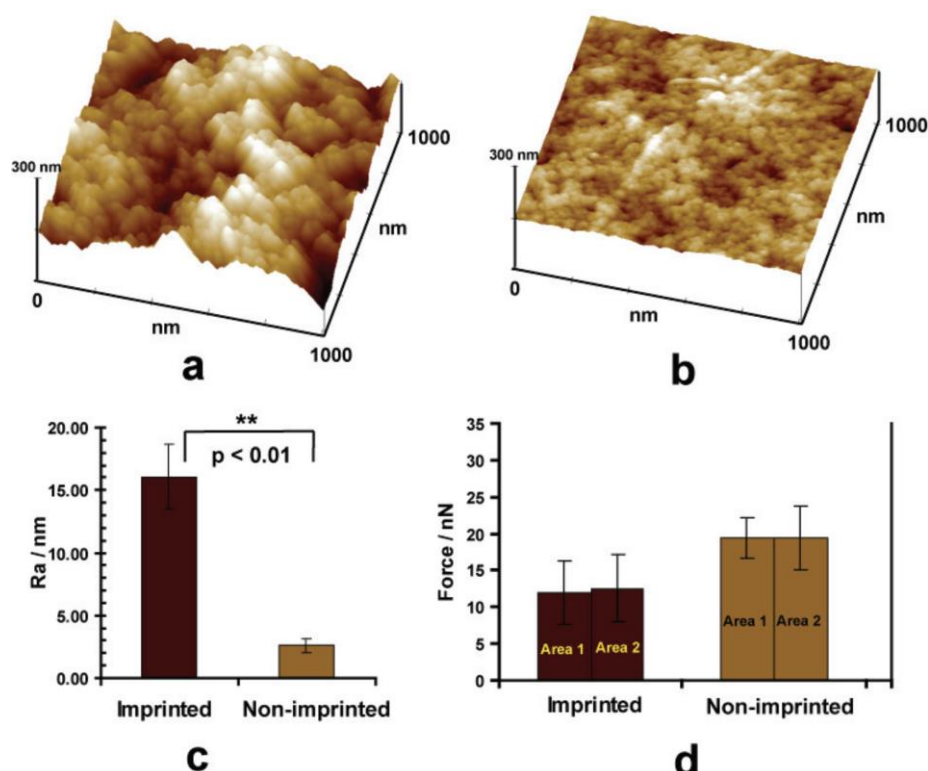 300 nm
0
nm
1000
nm
1000
a
300 nm
0
nm
1000
nm
1000
b
20.00
15.00
10.00
5.00
0.00
Ra / nm
**
p < 0.01
Imprinted
Non-imprinted
c
35
30
25
20
15
10
5
0
Force / nN
Area 1
Area 2
Area 1
Area 2
Imprinted
Non-imprinted
d